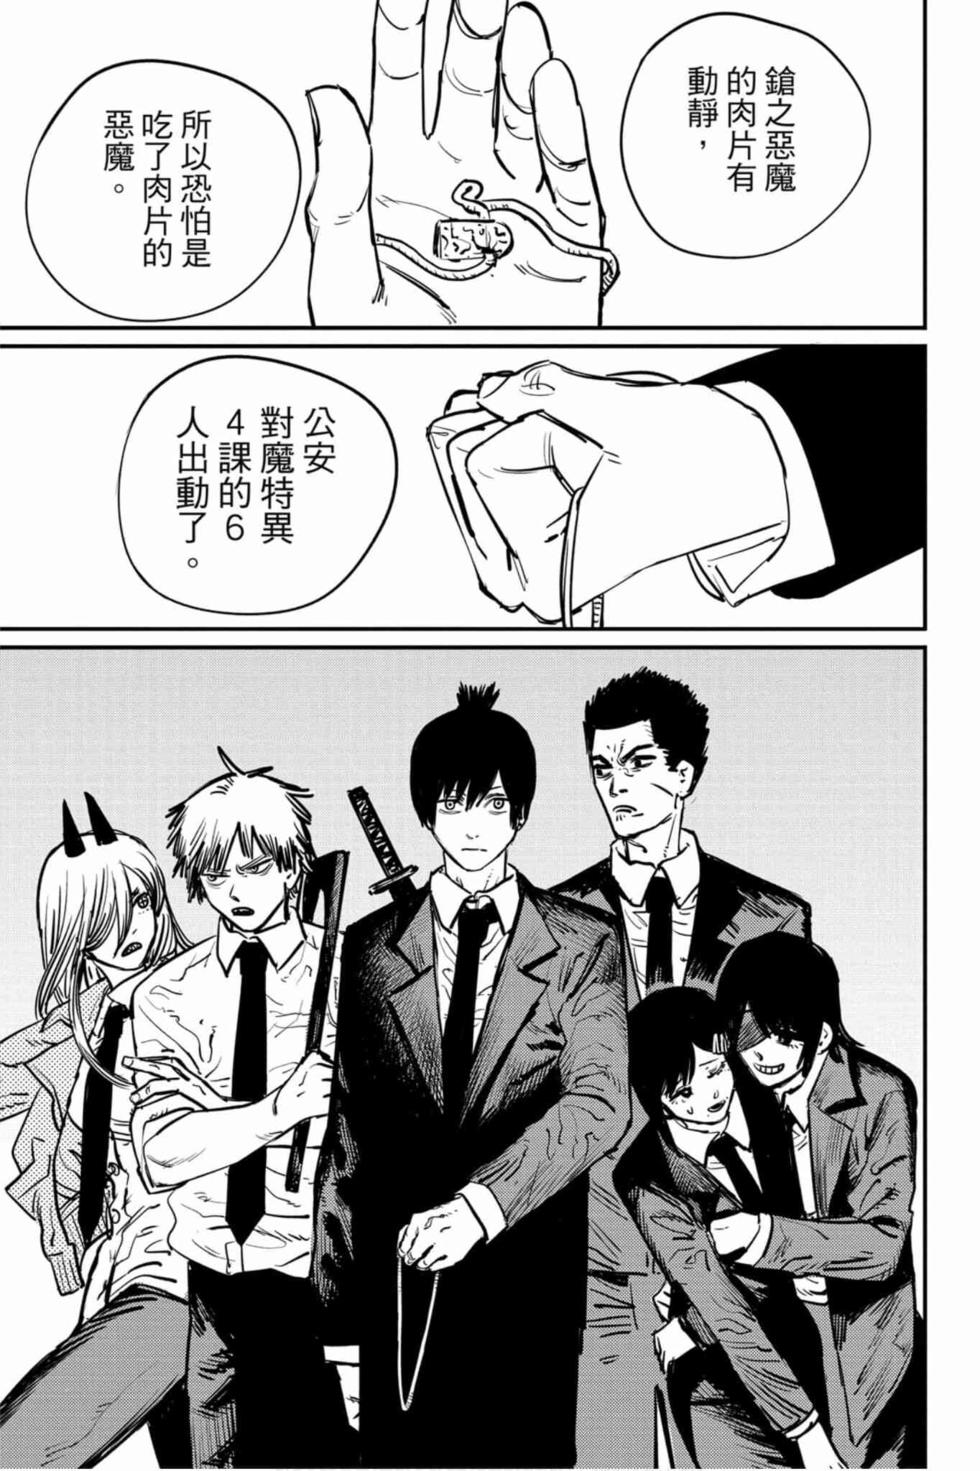 鎗之惡魔
的肉片有
動靜，
所以恐怕是
吃了肉片的
惡魔。
公安
對魔特異
4課的6
人出動了。